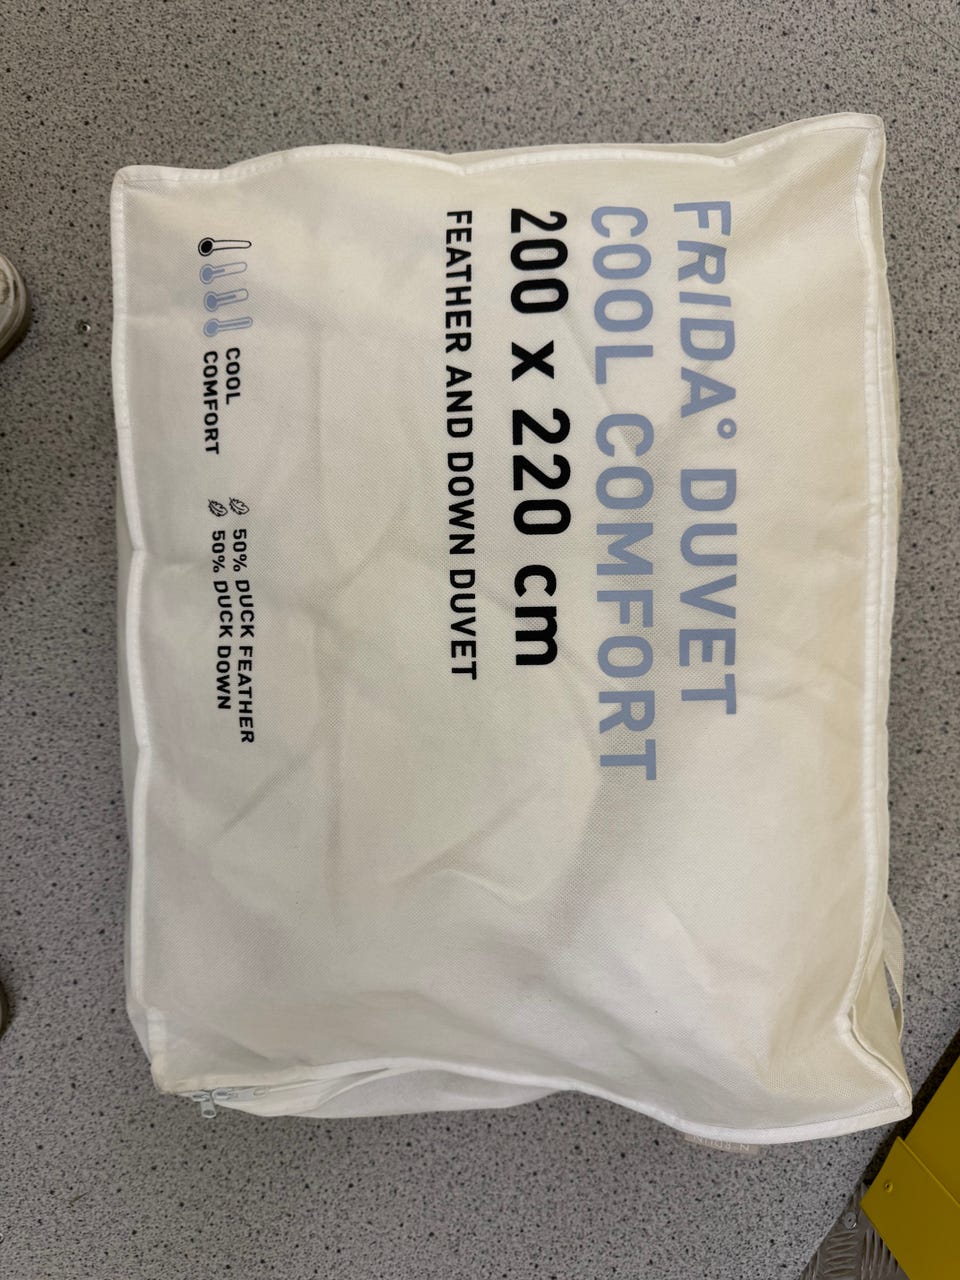 FRIDA° DUVET
COOL COMFORT
200 x 220 cm
FEATHER AND DOWN DUVET
COOL
COMFORT
50% DUCK FEATHER
50% DUCK DOWN